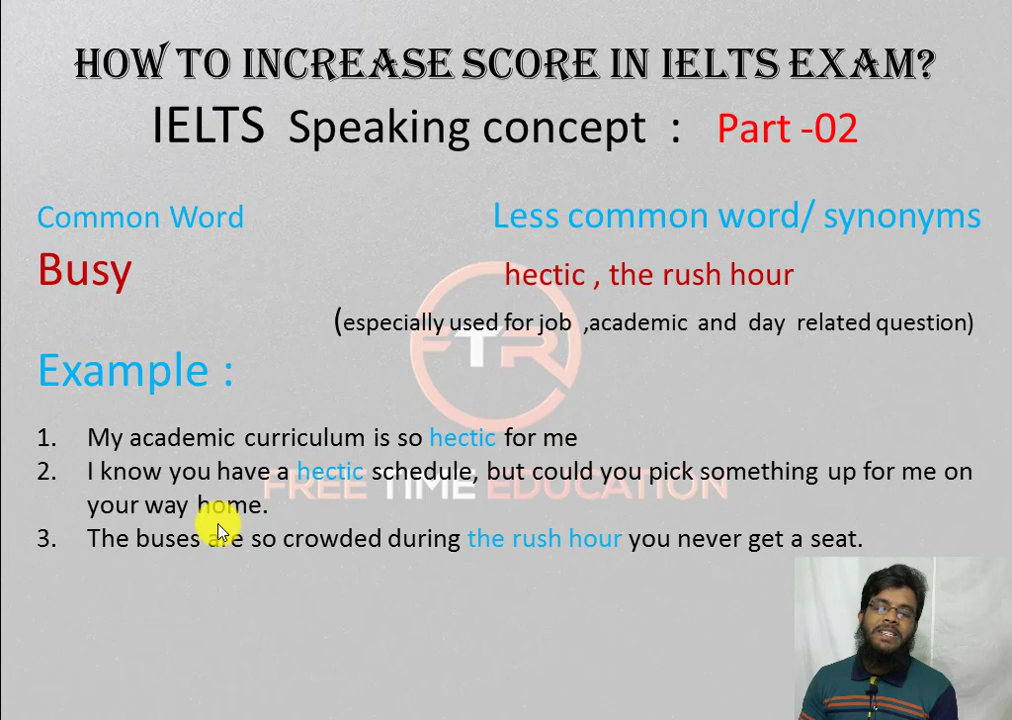 HOW TO INCREASE SCORE IN IELTS EXAM?
IELTS Speaking concept : Part -02
Common Word Less common word/ synonyms
Busy hectic , the rush hour
(especially used for job ,academic and day related question)
FTR
Example :
1. My academic curriculum is so hectic for me
2. I know you have a hectic schedule, but could you pick something up for me on
FREE TIME EDUCATION
your way home.
3. The buses are so crowded during the rush hour you never get a seat.